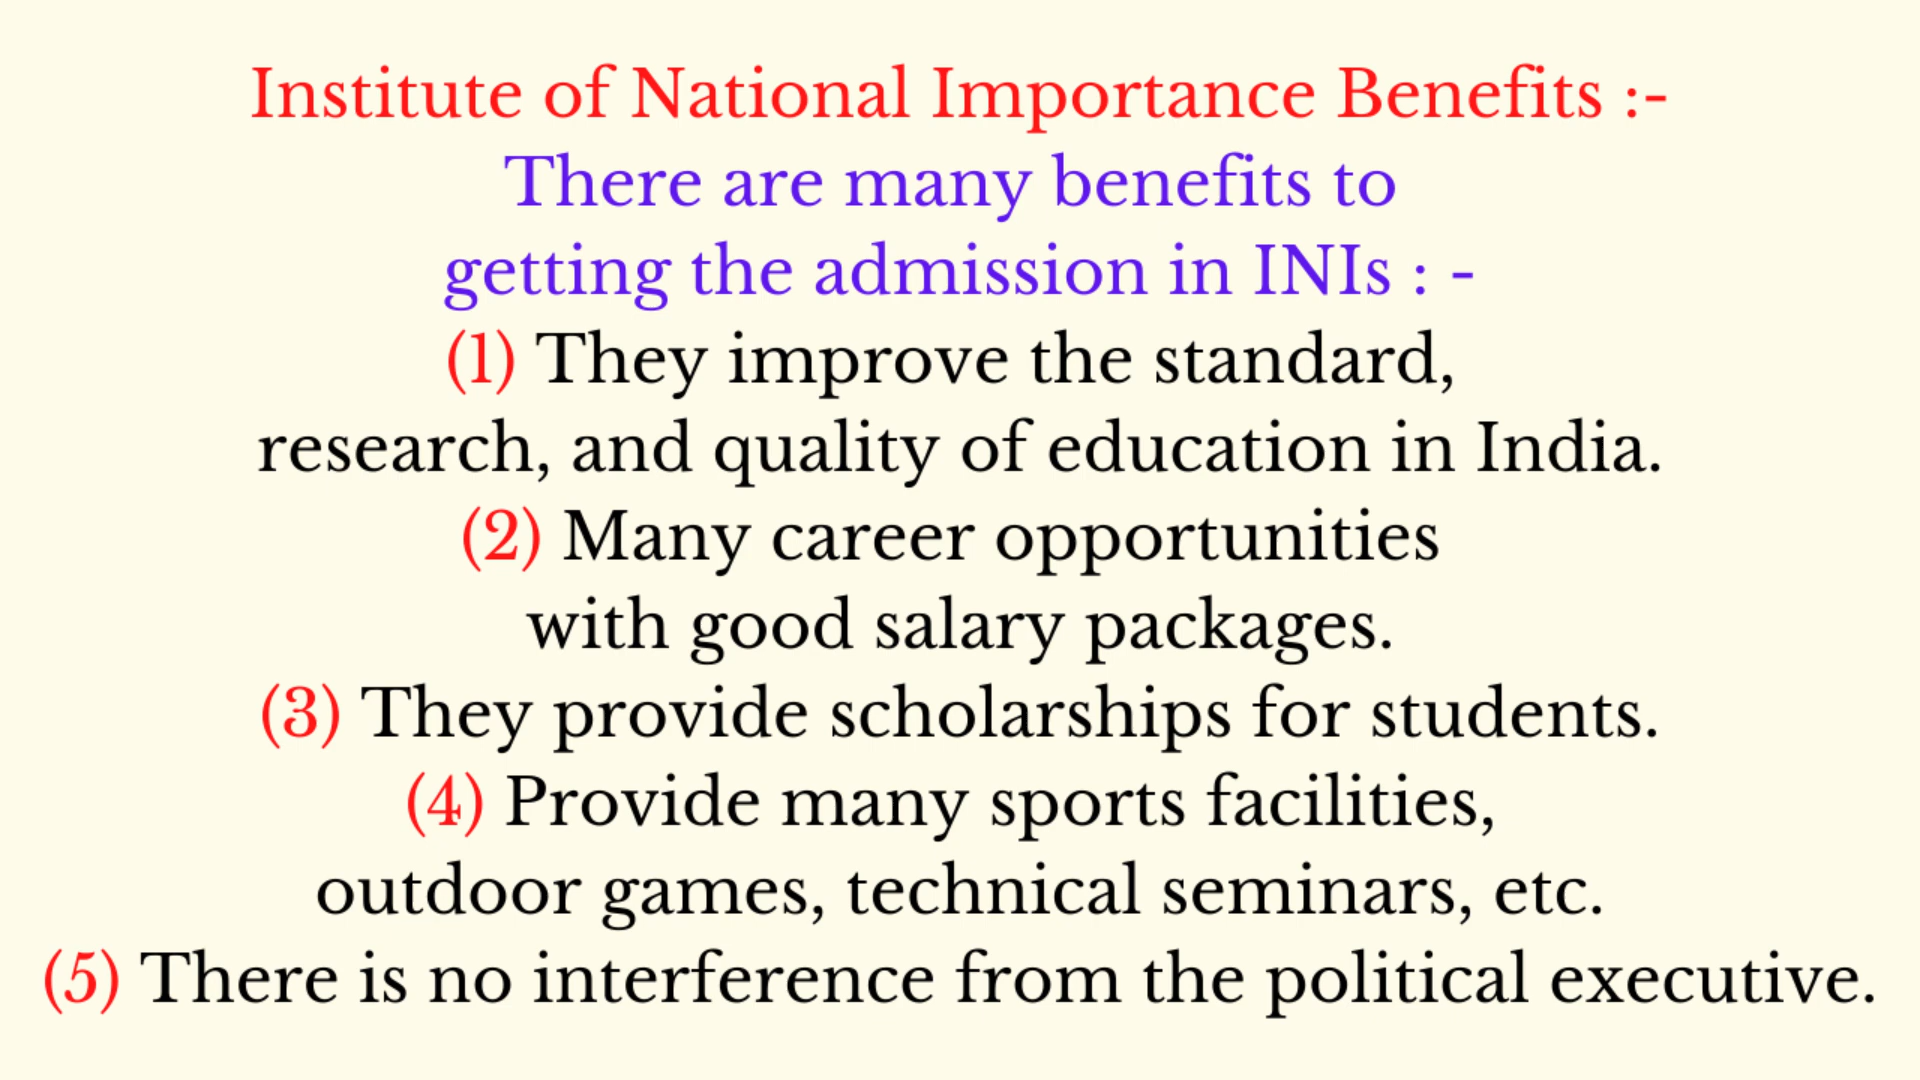 Institute of National Importance Benefits :-
There are many benefits to
getting the admission in INIs : -
(1) They improve the standard,
research, and quality of education in India.
(2) Many career opportunities
with good salary packages.
(3) They provide scholarships for students.
(4) Provide many sports facilities,
outdoor games, technical seminars, etc.
(5) There is no interference from the political executive.